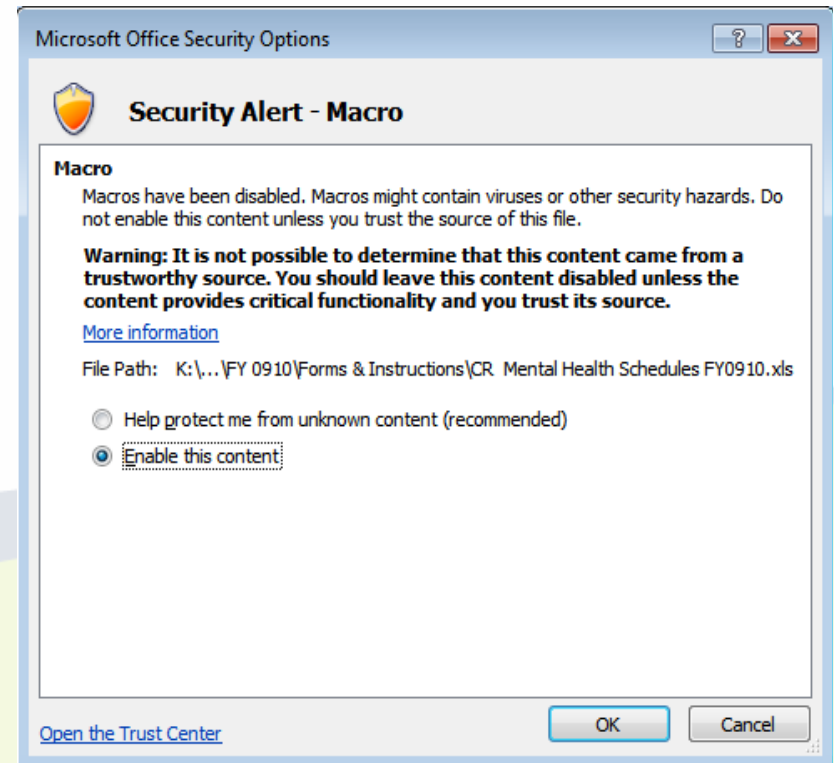 Microsoft Office Security Options
Security Alert - Macro
Macro
Macros have been disabled. Macros might contain viruses or other security hazards. Do
not enable this content unless you trust the source of this file.
Warning: It is not possible to determine that this content came from a
trustworthy source. You should leave this content disabled unless the
content provides critical functionality and you trust its source.
More information
File Path: K:\...\FY 0910\Forms & Instructions\CR Mental Health Schedules FY0910.xls
Help protect me from unknown content (recommended)
Enable this content
Open the Trust Center
OK
Cancel